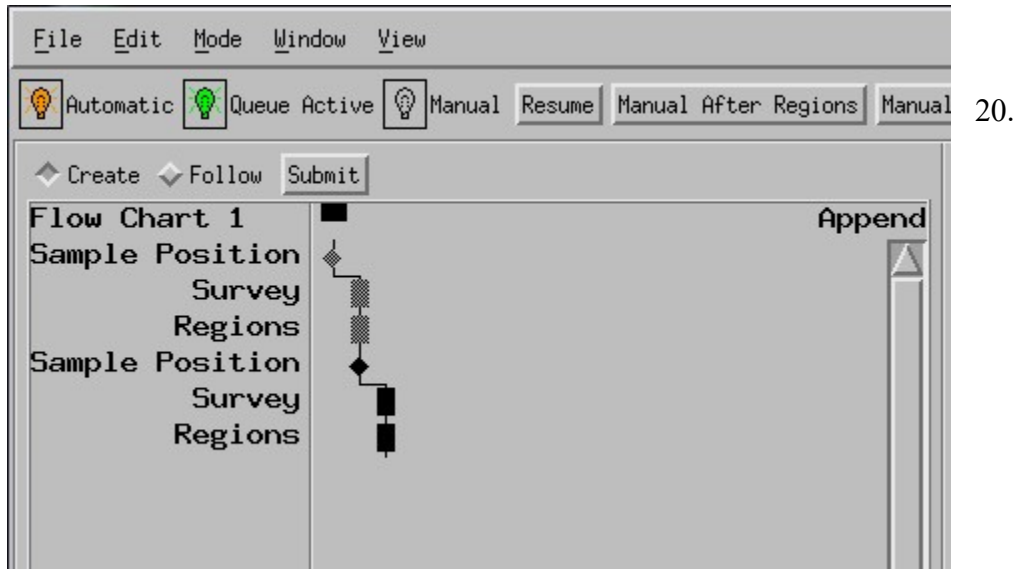 File Edit Mode Window View
Automatic Queue Active Manual Resume Manual After Regions Manual
20.
Create Follow Submit
Flow Chart 1 Append
Sample Position
Survey
Regions
Sample Position
Survey
Regions